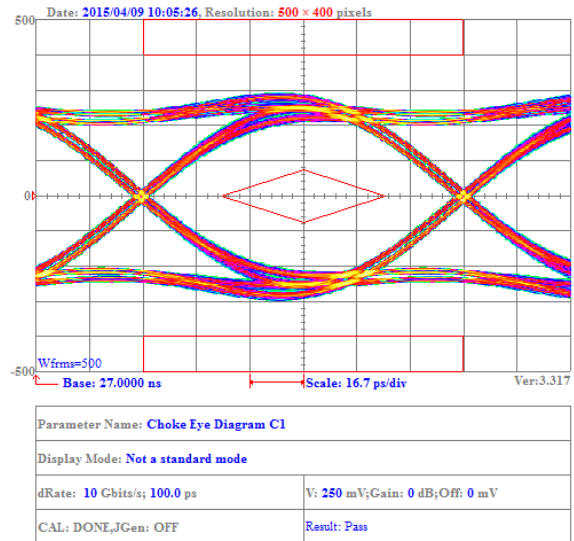 Date: 2015/04/09 10:05:26, Resolution: 500 × 400 pixels
500
0
-500
Wfrms=500
Base: 27.0000 ns
Scale: 16.7 ps/div
Ver:3.317
Parameter Name: Choke Eye Diagram C1
Display Mode: Not a standard mode
dRate: 10 Gbits/s; 100.0 ps
V: 250 mV;Gain: 0 dB;Off: 0 mV
CAL: DONE,JGen: OFF
Result: Pass